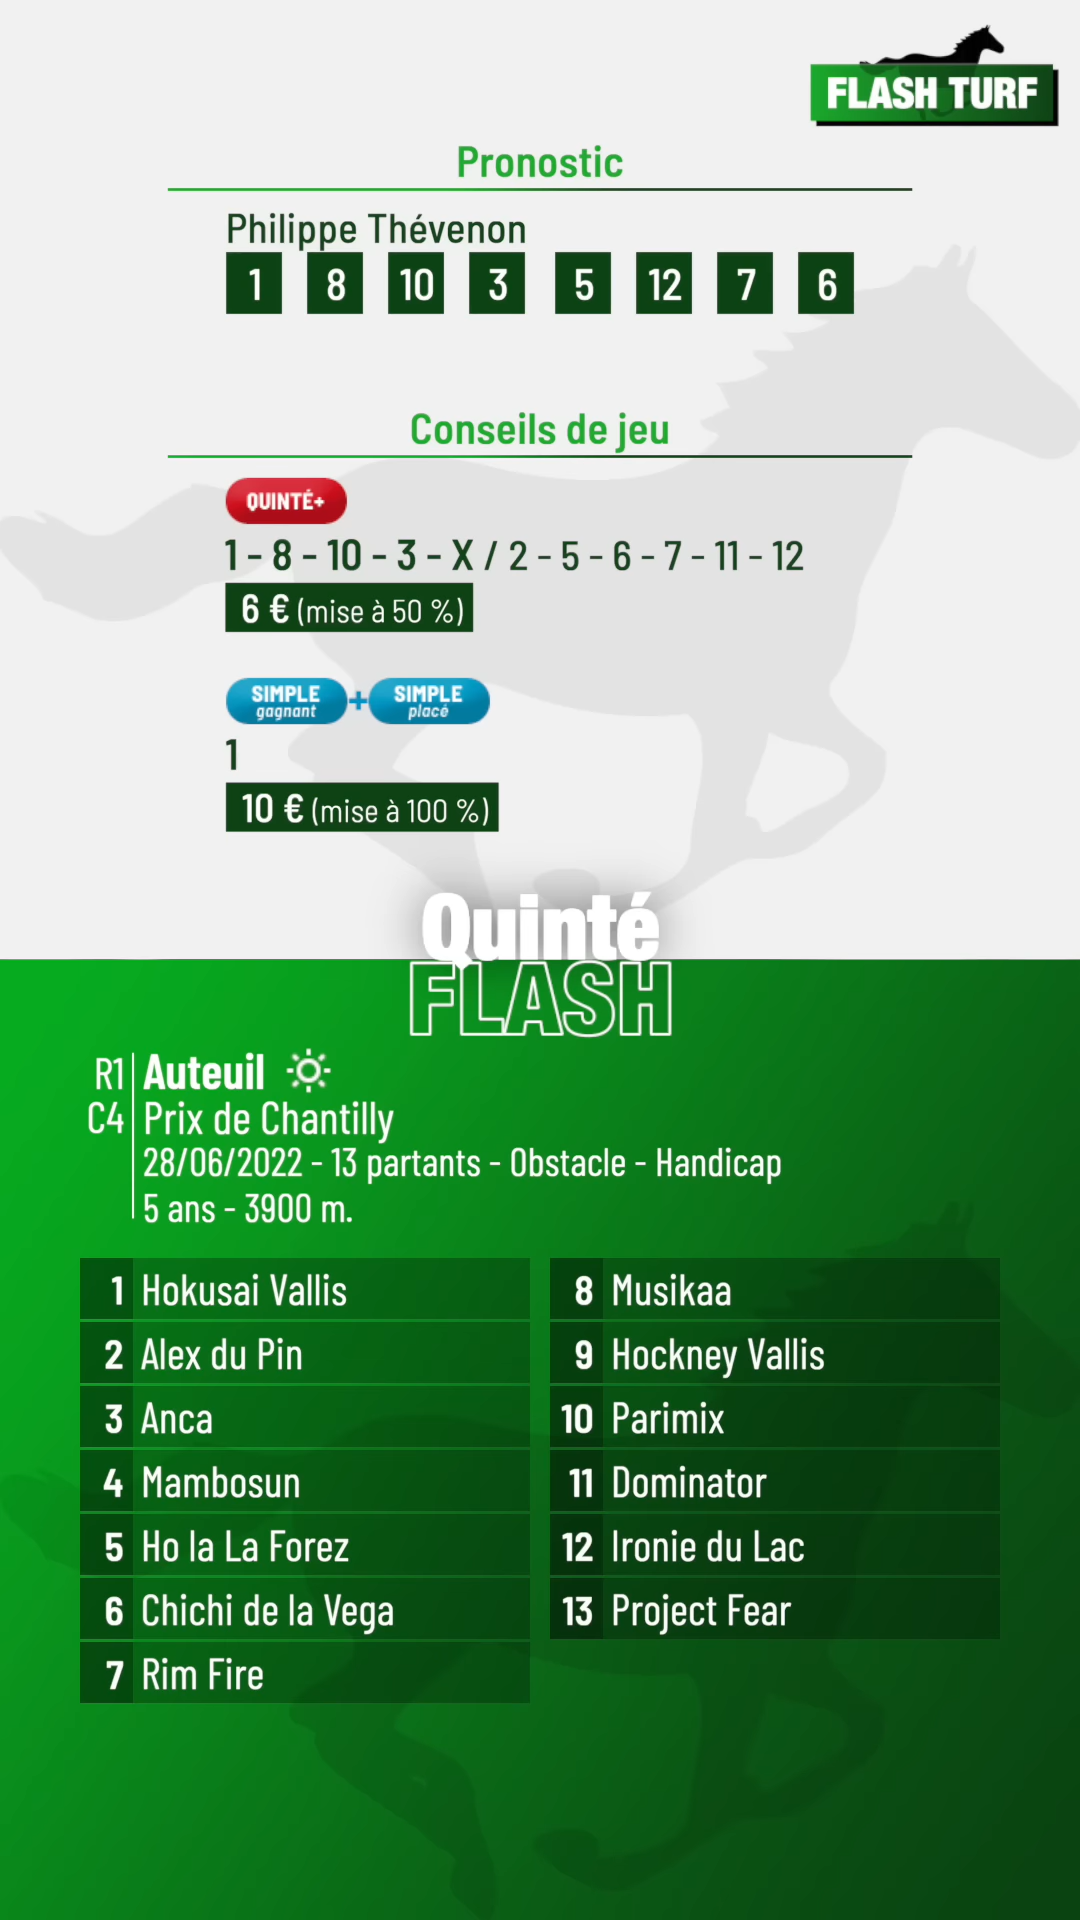 FLASH TURF
Pronostic
Philippe Thévenon
1 8 10 3 5 12 7 6
Conseils de jeu
QUINTÉ+
1 - 8 - 10 - 3 - X / 2 - 5 - 6 - 7 - 11 - 12
6 € (mise à 50 %)
SIMPLE gagnant + SIMPLE placé
1
10 € (mise à 100 %)
Quinté
FLASH
R1 Auteuil
C4 Prix de Chantilly
28/06/2022 - 13 partants - Obstacle - Handicap
5 ans - 3900 m.
1 Hokusai Vallis
2 Alex du Pin
3 Anca
4 Mambosun
5 Ho la La Forez
6 Chichi de la Vega
7 Rim Fire
8 Musikaa
9 Hockney Vallis
10 Parimix
11 Dominator
12 Ironie du Lac
13 Project Fear